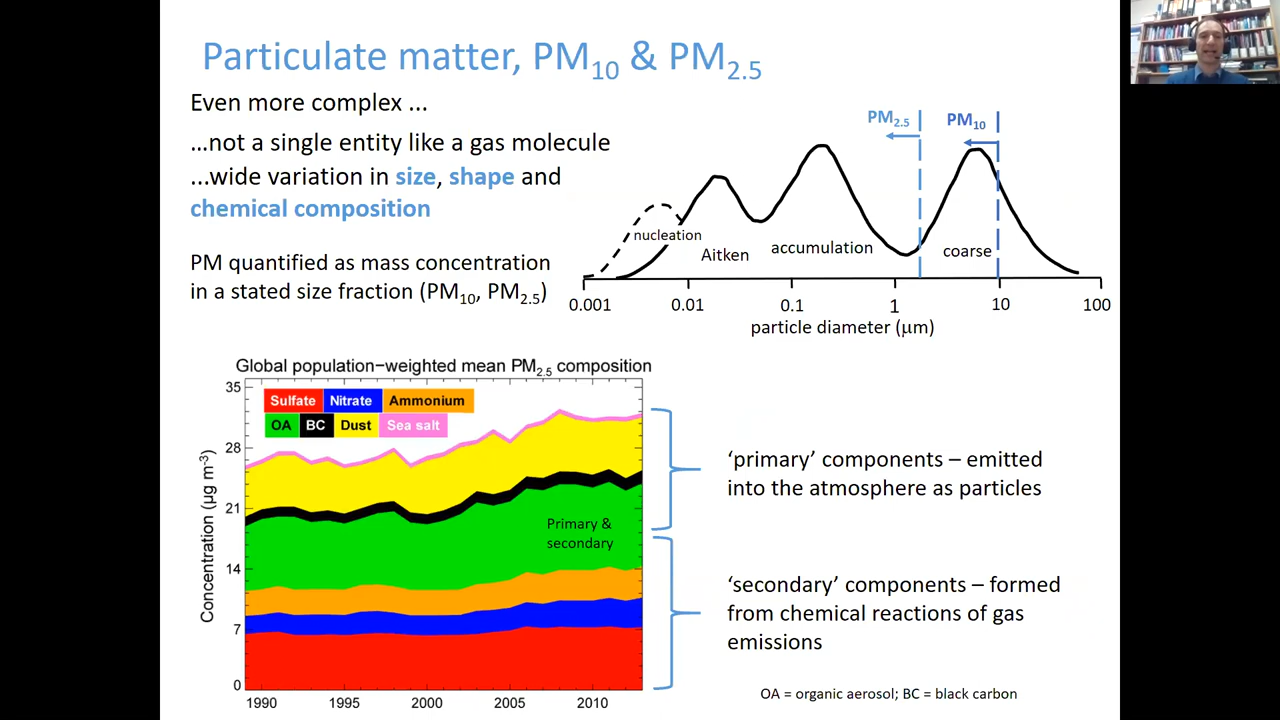 Particulate matter, PM10 & PM2.5
Even more complex ...
...not a single entity like a gas molecule
...wide variation in size, shape and
chemical composition
PM quantified as mass concentration
in a stated size fraction (PM10, PM2.5)
PM2.5
PM10
nucleation
Aitken
accumulation
coarse
0.001
0.01
0.1
1
10
100
particle diameter (μm)
Global population−weighted mean PM2.5 composition
Concentration (μg m-3)
35
28
21
14
7
0
Sulfate
Nitrate
Ammonium
OA
BC
Dust
Sea salt
Primary &
secondary
1990
1995
2000
2005
2010
‘primary’ components – emitted
into the atmosphere as particles
‘secondary’ components – formed
from chemical reactions of gas
emissions
OA = organic aerosol; BC = black carbon